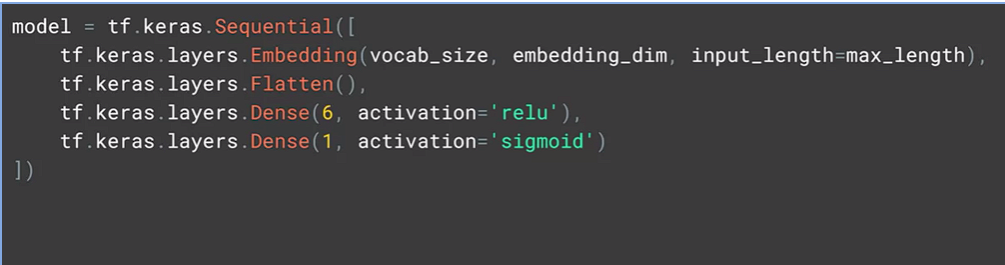 model = tf.keras.Sequential([
    tf.keras.layers.Embedding(vocab_size, embedding_dim, input_length=max_length),
    tf.keras.layers.Flatten(),
    tf.keras.layers.Dense(6, activation='relu'),
    tf.keras.layers.Dense(1, activation='sigmoid')
])